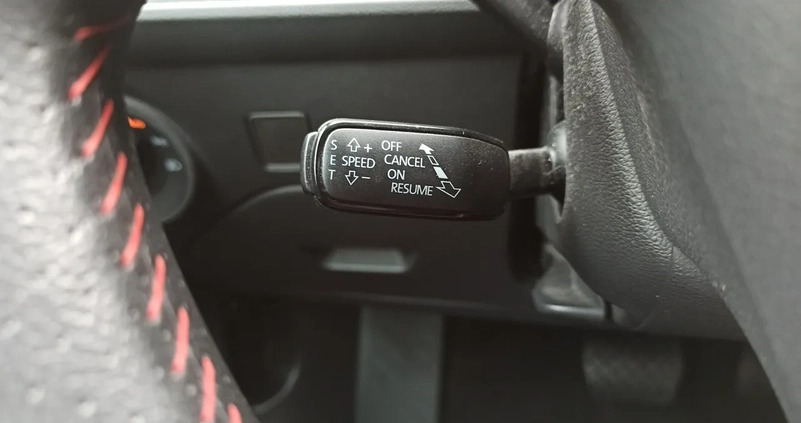 S + OFF
E SPEED CANCEL
T − ON
RESUME